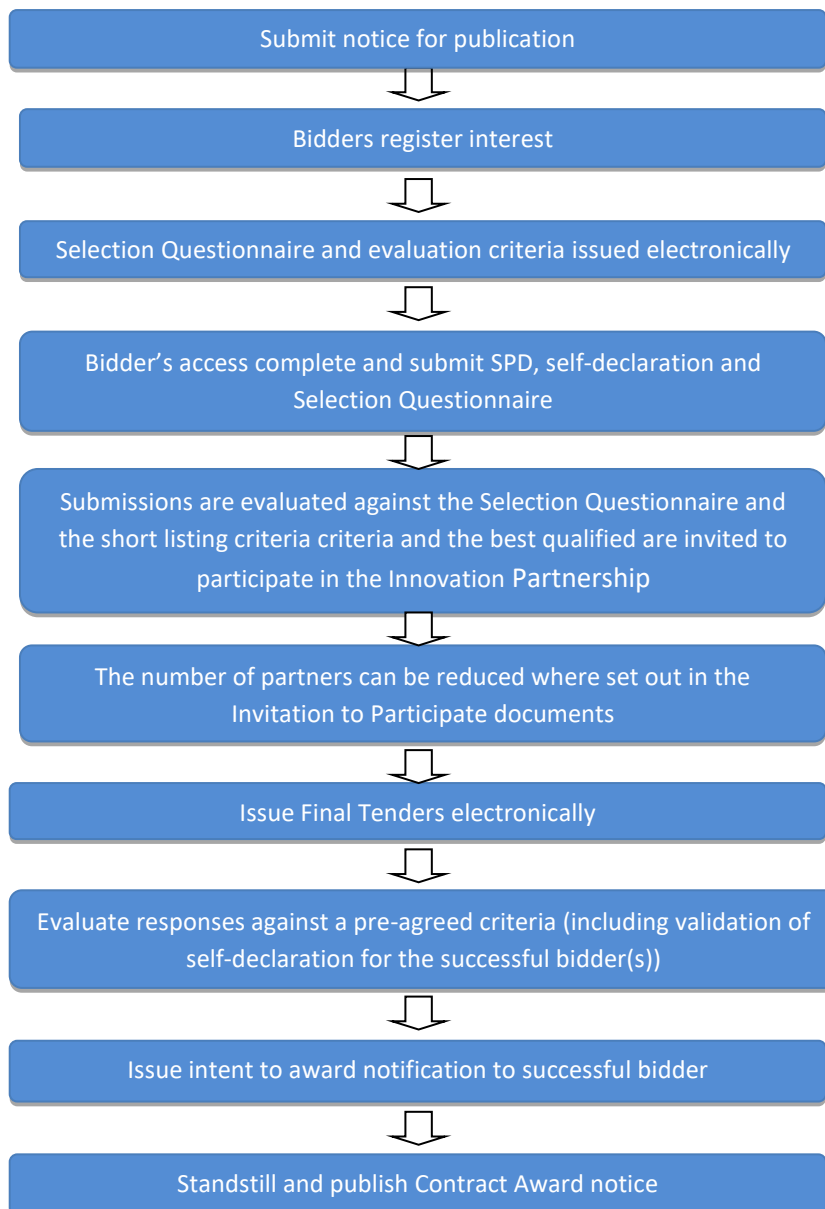 Submit notice for publication
Bidders register interest
Selection Questionnaire and evaluation criteria issued electronically
Bidder’s access complete and submit SPD, self-declaration and
Selection Questionnaire
Submissions are evaluated against the Selection Questionnaire and
the short listing criteria criteria and the best qualified are invited to
participate in the Innovation Partnership
The number of partners can be reduced where set out in the
Invitation to Participate documents
Issue Final Tenders electronically
Evaluate responses against a pre-agreed criteria (including validation of
self-declaration for the successful bidder(s))
Issue intent to award notification to successful bidder
Standstill and publish Contract Award notice